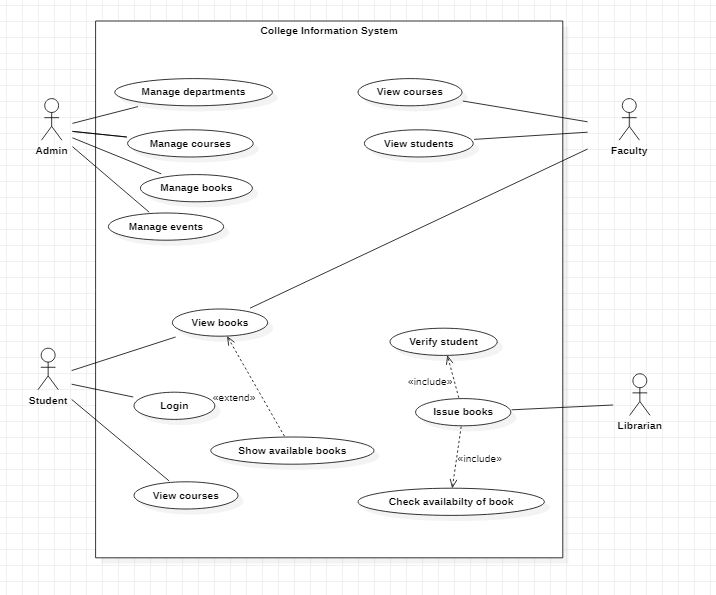 College Information System
Manage departments
View courses
Admin
Manage courses
View students
Faculty
Manage books
Manage events
View books
Verify student
Student
«extend»
«include»
Login
Issue books
Librarian
Show available books
«include»
View courses
Check availabilty of book